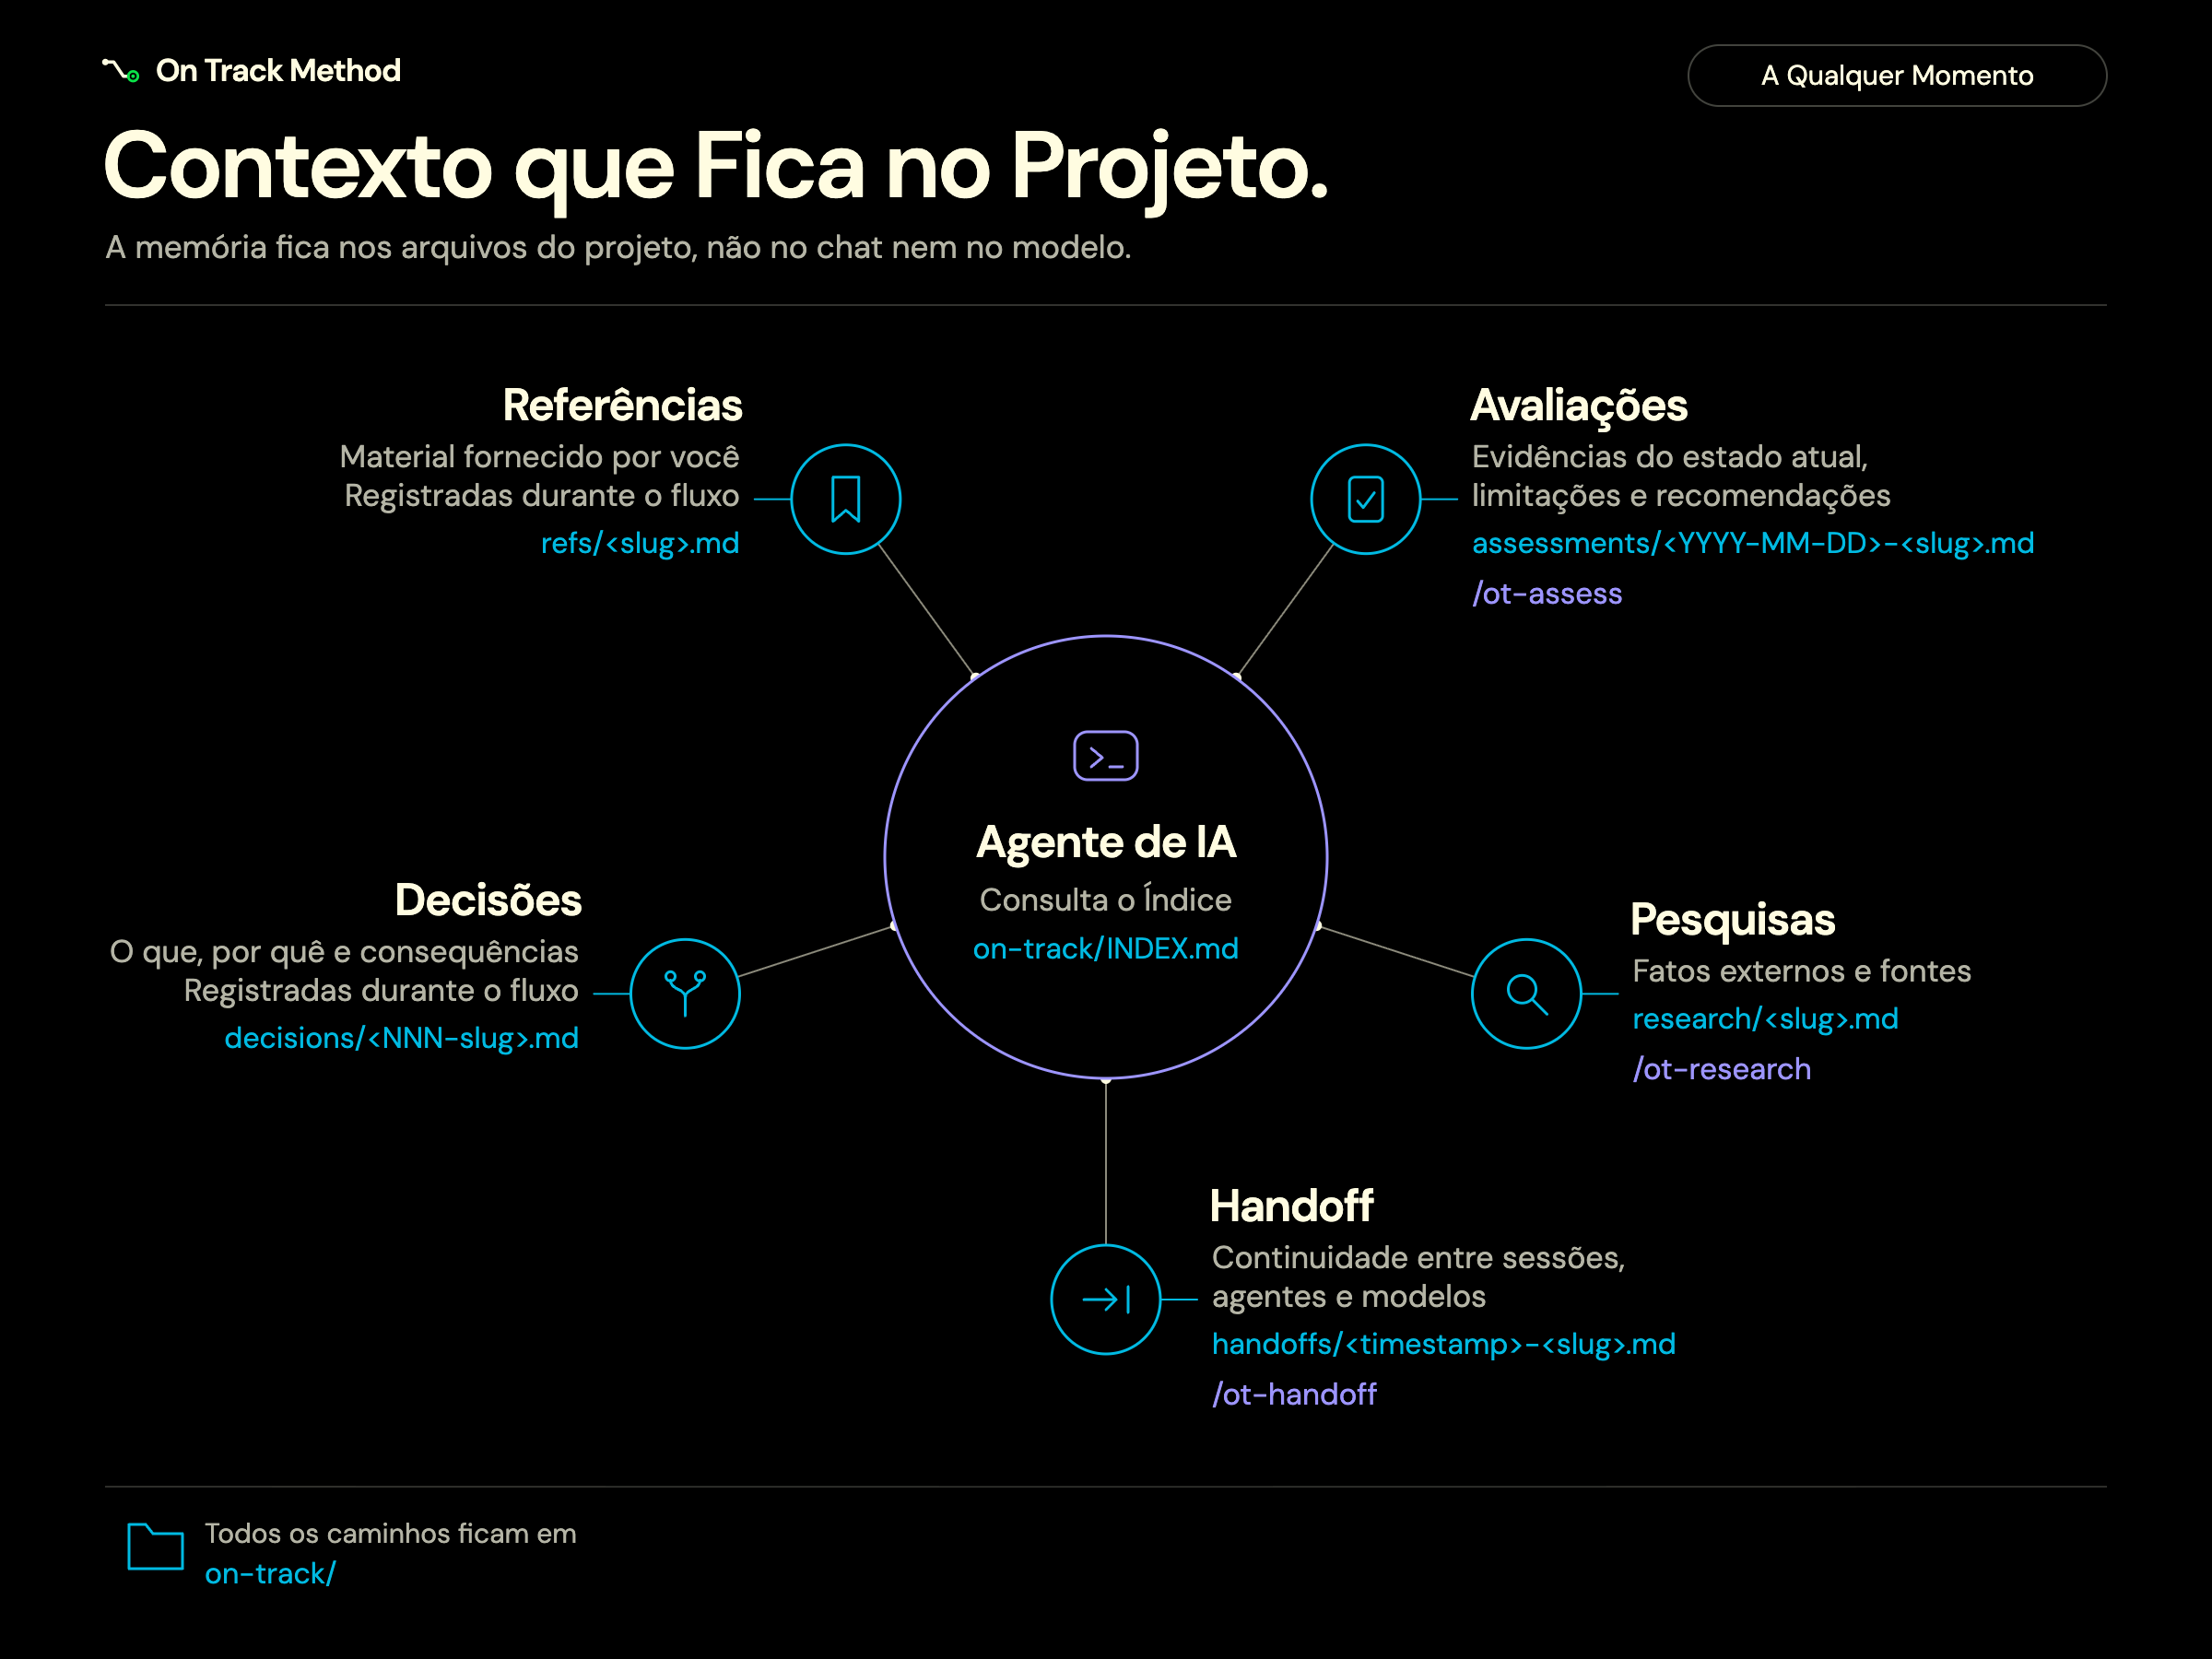 On Track Method
A Qualquer Momento
Contexto que Fica no Projeto.
A memória fica nos arquivos do projeto, não no chat nem no modelo.
Referências
Material fornecido por você
Registradas durante o fluxo
refs/<slug>.md
Avaliações
Evidências do estado atual,
limitações e recomendações
assessments/<YYYY-MM-DD>-<slug>.md
/ot-assess
Agente de IA
Consulta o Índice
on-track/INDEX.md
Decisões
O que, por quê e consequências
Registradas durante o fluxo
decisions/<NNN-slug>.md
Pesquisas
Fatos externos e fontes
research/<slug>.md
/ot-research
Handoff
Continuidade entre sessões,
agentes e modelos
handoffs/<timestamp>-<slug>.md
/ot-handoff
Todos os caminhos ficam em
on-track/